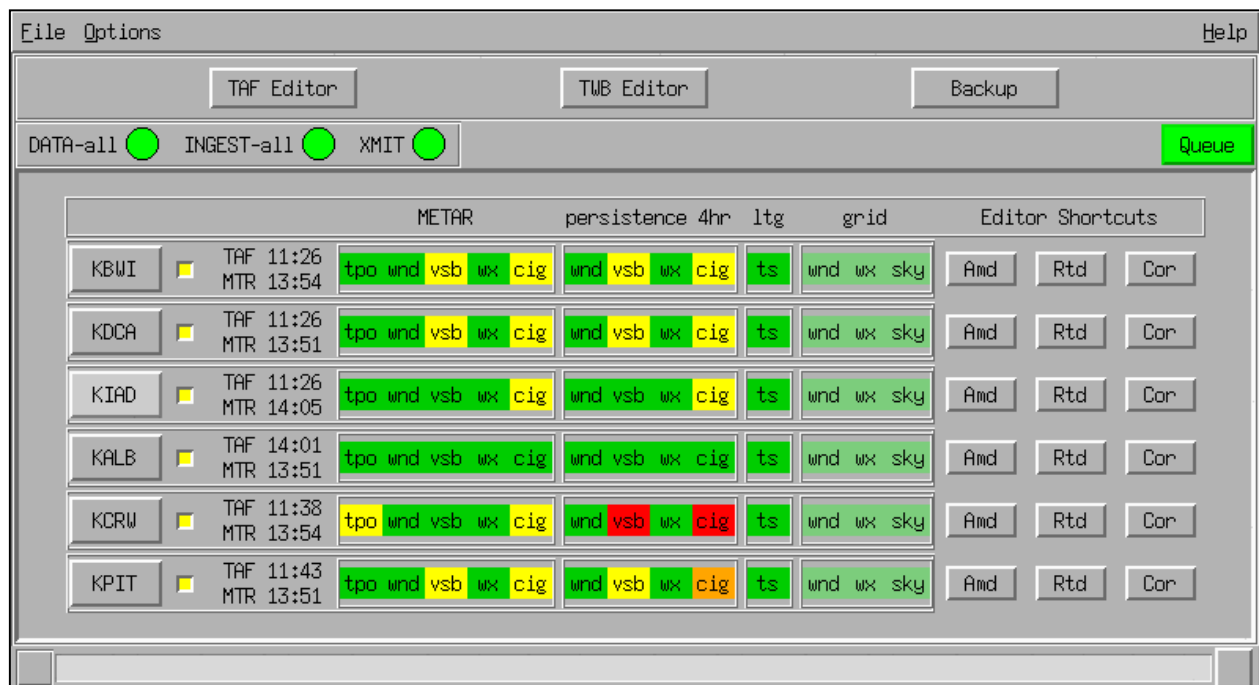 File Options Help
TAF Editor TWB Editor Backup
DATA-all INGEST-all XMIT Queue
METAR persistence 4hr ltg grid Editor Shortcuts
KBWI TAF 11:26 tpo wnd vsb wx cig wnd vsb wx cig ts wnd wx sky Amd Rtd Cor
MTR 13:54
KDCA TAF 11:26 tpo wnd vsb wx cig wnd vsb wx cig ts wnd wx sky Amd Rtd Cor
MTR 13:51
KIAD TAF 11:26 tpo wnd vsb wx cig wnd vsb wx cig ts wnd wx sky Amd Rtd Cor
MTR 14:05
KALB TAF 14:01 tpo wnd vsb wx cig wnd vsb wx cig ts wnd wx sky Amd Rtd Cor
MTR 13:51
KCRW TAF 11:38 tpo wnd vsb wx cig wnd vsb wx cig ts wnd wx sky Amd Rtd Cor
MTR 13:54
KPIT TAF 11:43 tpo wnd vsb wx cig wnd vsb wx cig ts wnd wx sky Amd Rtd Cor
MTR 13:51